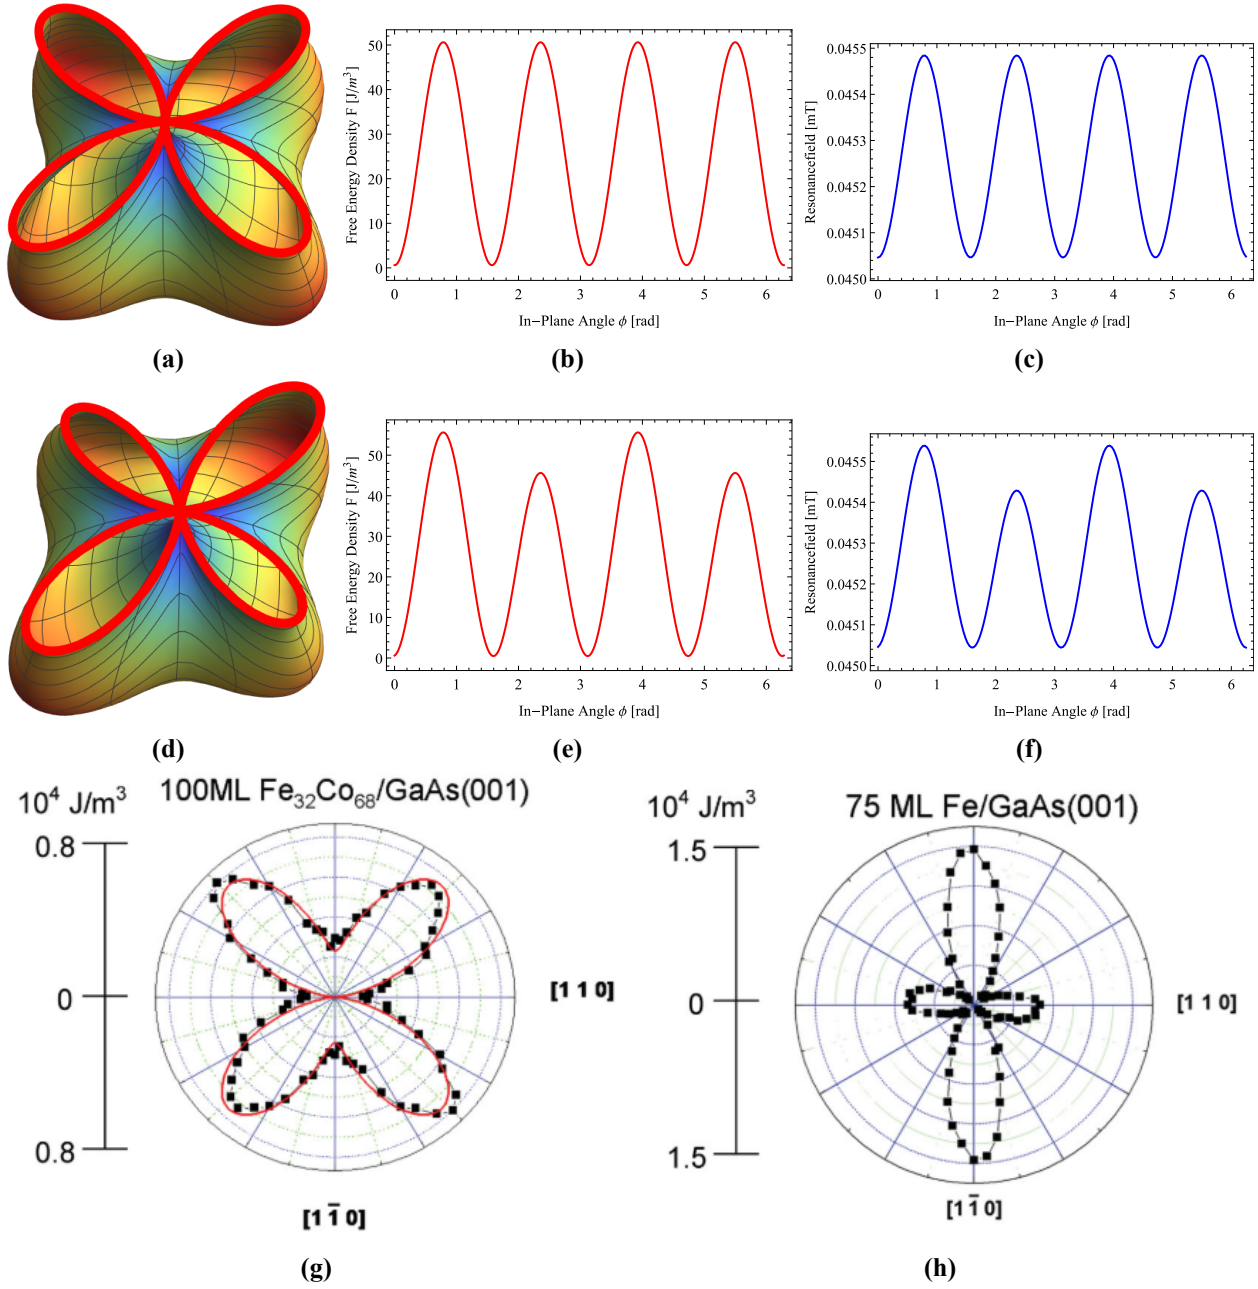 50
40
30
20
10
0
Free Energy Density F [J/m³]
0 1 2 3 4 5 6
In−Plane Angle ϕ [rad]
0.0455
0.0454
0.0453
0.0452
0.0451
0.0450
Resonancefield [mT]
0 1 2 3 4 5 6
In−Plane Angle ϕ [rad]
(a)
(b)
(c)
50
40
30
20
10
0
Free Energy Density F [J/m³]
0 1 2 3 4 5 6
In−Plane Angle ϕ [rad]
0.0455
0.0454
0.0453
0.0452
0.0451
0.0450
Resonancefield [mT]
0 1 2 3 4 5 6
In−Plane Angle ϕ [rad]
(d)
(e)
(f)
10⁴ J/m³
100ML Fe₃₂Co₆₈/GaAs(001)
0.8
0
0.8
[1 1 0]
[1 1̄ 0]
(g)
10⁴ J/m³
75 ML Fe/GaAs(001)
1.5
0
1.5
[1 1 0]
[1 1̄ 0]
(h)